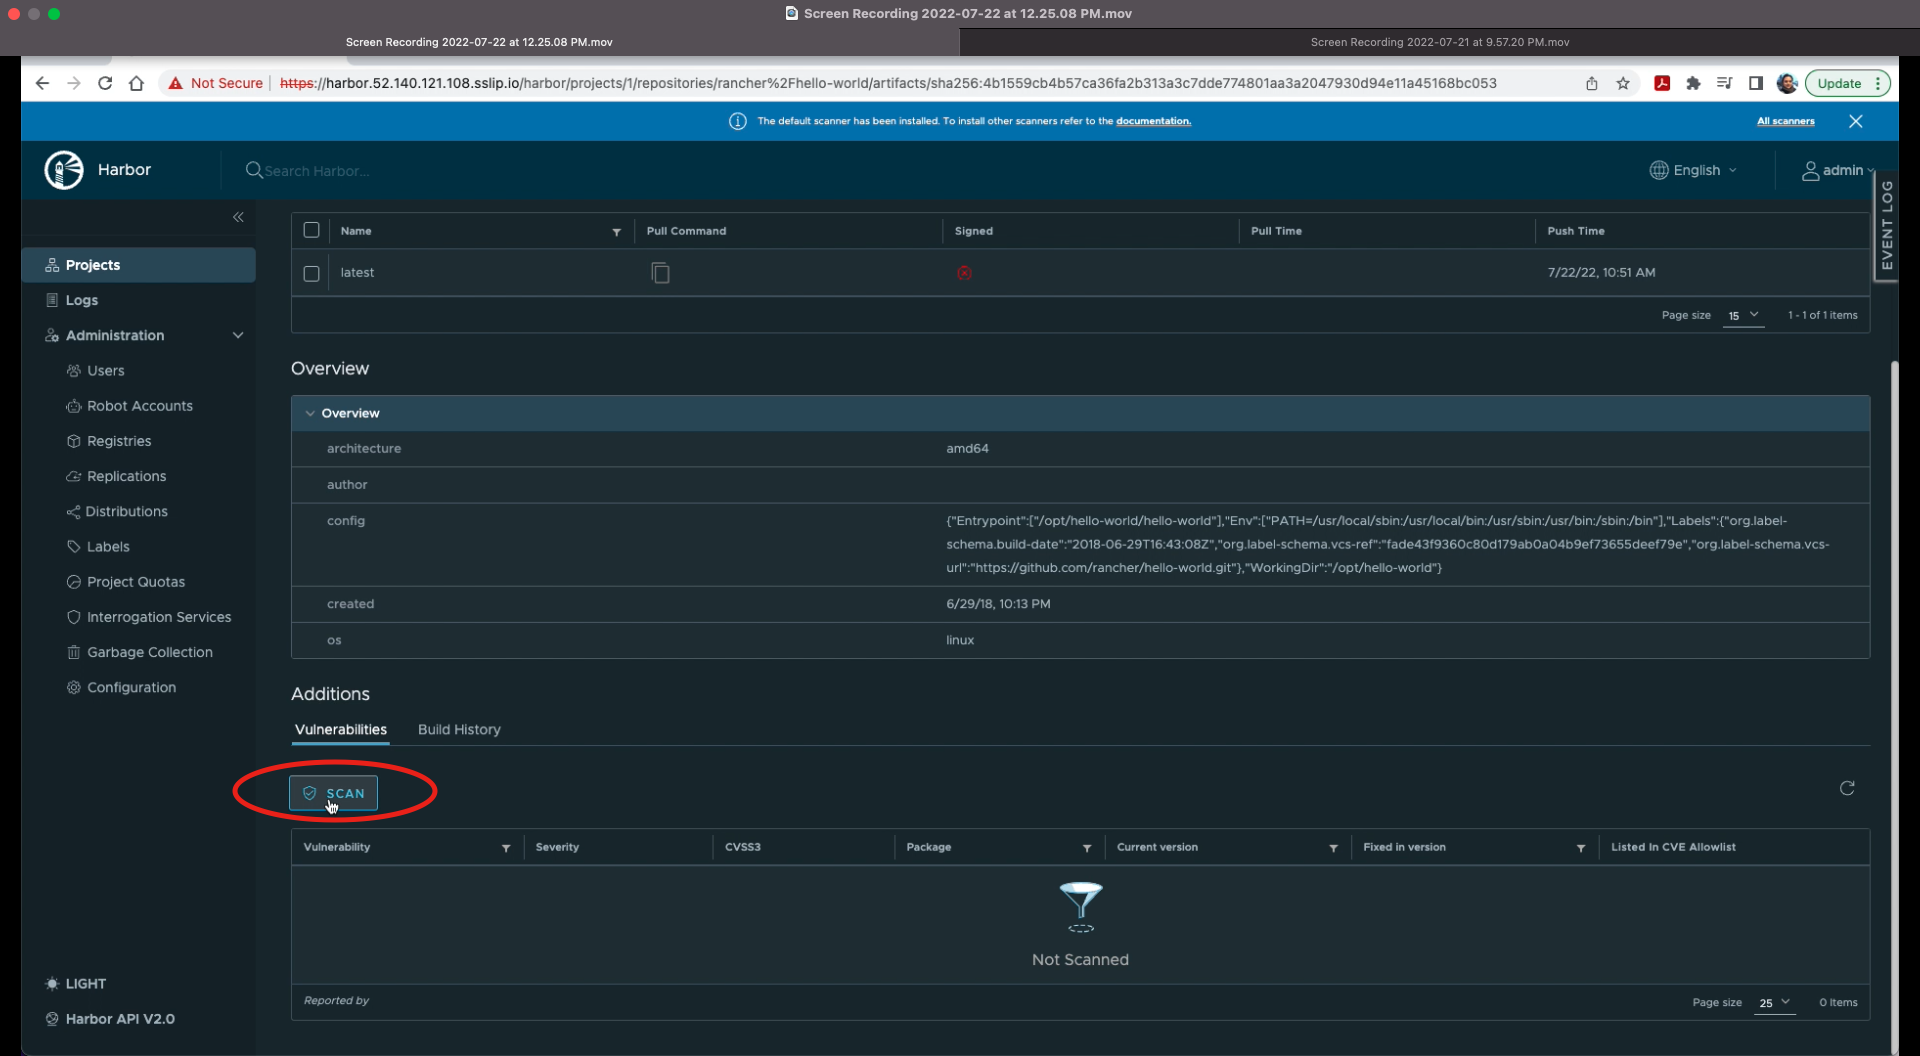 Screen Recording 2022-07-22 at 12.25.08 PM.mov
Screen Recording 2022-07-22 at 12.25.08 PM.mov
Screen Recording 2022-07-21 at 9.57.20 PM.mov
Not Secure
https://harbor.52.140.121.108.sslip.io/harbor/projects/1/repositories/rancher%2Fhello-world/artifacts/sha256:4b1559cb4b57ca36fa2b313a3c7dde774801aa3a2047930d94e11a45168bc053
Update
The default scanner has been installed. To install other scanners refer to the documentation.
All scanners
Harbor
Search Harbor...
English
admin
EVENT LOG
Projects
Logs
Administration
Users
Robot Accounts
Registries
Replications
Distributions
Labels
Project Quotas
Interrogation Services
Garbage Collection
Configuration
LIGHT
Harbor API V2.0
Name Pull Command Signed Pull Time Push Time
latest 7/22/22, 10:51 AM
Page size 15 1 - 1 of 1 items
Overview
Overview
architecture amd64
author
config {"Entrypoint":["/opt/hello-world/hello-world"],"Env":["PATH=/usr/local/sbin:/usr/local/bin:/usr/sbin:/usr/bin:/sbin:/bin"],"Labels":{"org.label-
schema.build-date":"2018-06-29T16:43:08Z","org.label-schema.vcs-ref":"fade43f9360c80d179ab0a04b9ef73655deef79e","org.label-schema.vcs-
url":"https://github.com/rancher/hello-world.git"},"WorkingDir":"/opt/hello-world"}
created 6/29/18, 10:13 PM
os linux
Additions
Vulnerabilities Build History
SCAN
Vulnerability Severity CVSS3 Package Current version Fixed in version Listed In CVE Allowlist
Not Scanned
Reported by
Page size 25 0 Items